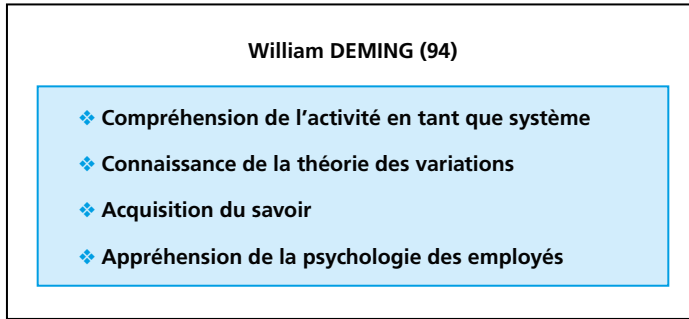 William DEMING (94)
❖ Compréhension de l’activité en tant que système
❖ Connaissance de la théorie des variations
❖ Acquisition du savoir
❖ Appréhension de la psychologie des employés